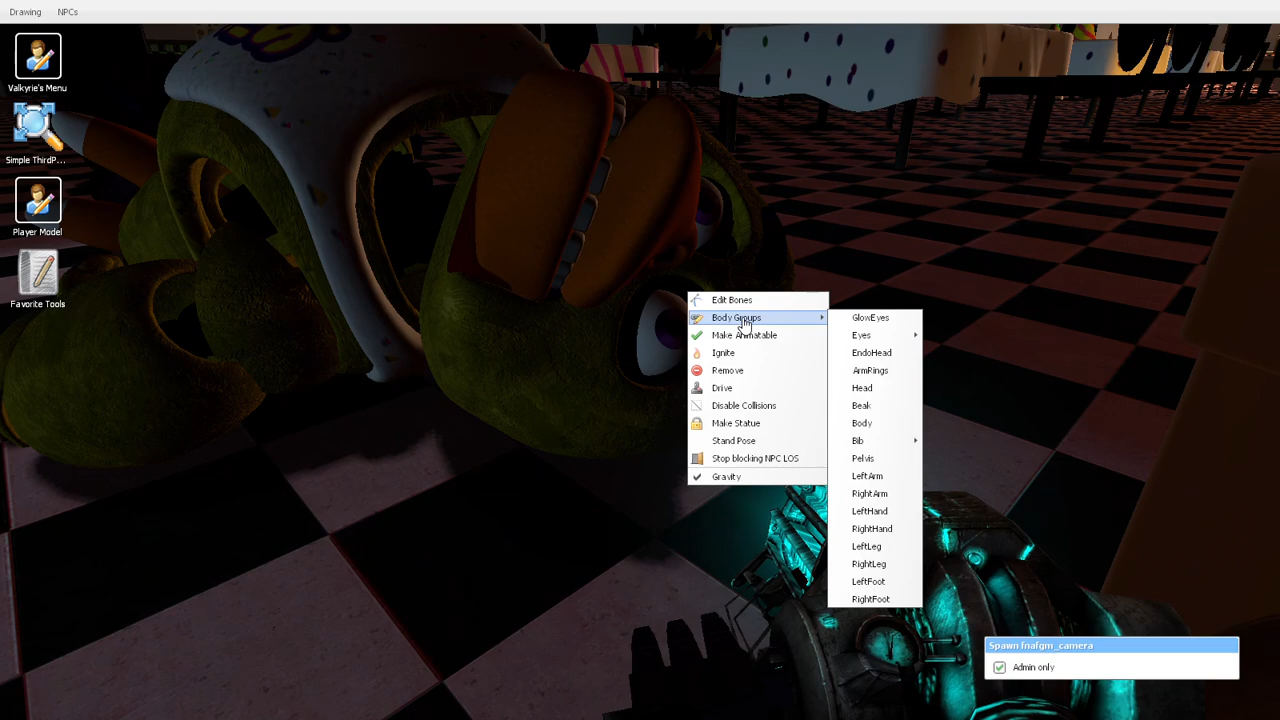 Drawing NPCs
Valkyrie's Menu
Simple ThirdP...
Player Model
Favorite Tools
Edit Bones
Body Groups
Make Animatable
Ignite
Remove
Drive
Disable Collisions
Make Statue
Stand Pose
Stop blocking NPC LOS
Gravity
GlowEyes
Eyes
EndoHead
ArmRings
Head
Beak
Body
Bib
Pelvis
LeftArm
RightArm
LeftHand
RightHand
LeftLeg
RightLeg
LeftFoot
RightFoot
Spawn fnafgm_camera
Admin only